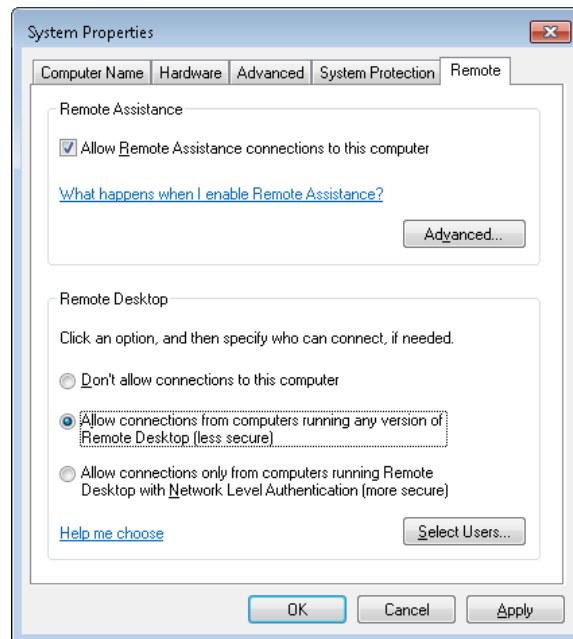 System Properties
Computer Name Hardware Advanced System Protection Remote
Remote Assistance
Allow Remote Assistance connections to this computer
What happens when I enable Remote Assistance?
Advanced...
Remote Desktop
Click an option, and then specify who can connect, if needed.
Don't allow connections to this computer
Allow connections from computers running any version of
Remote Desktop (less secure)
Allow connections only from computers running Remote
Desktop with Network Level Authentication (more secure)
Help me choose Select Users...
OK Cancel Apply